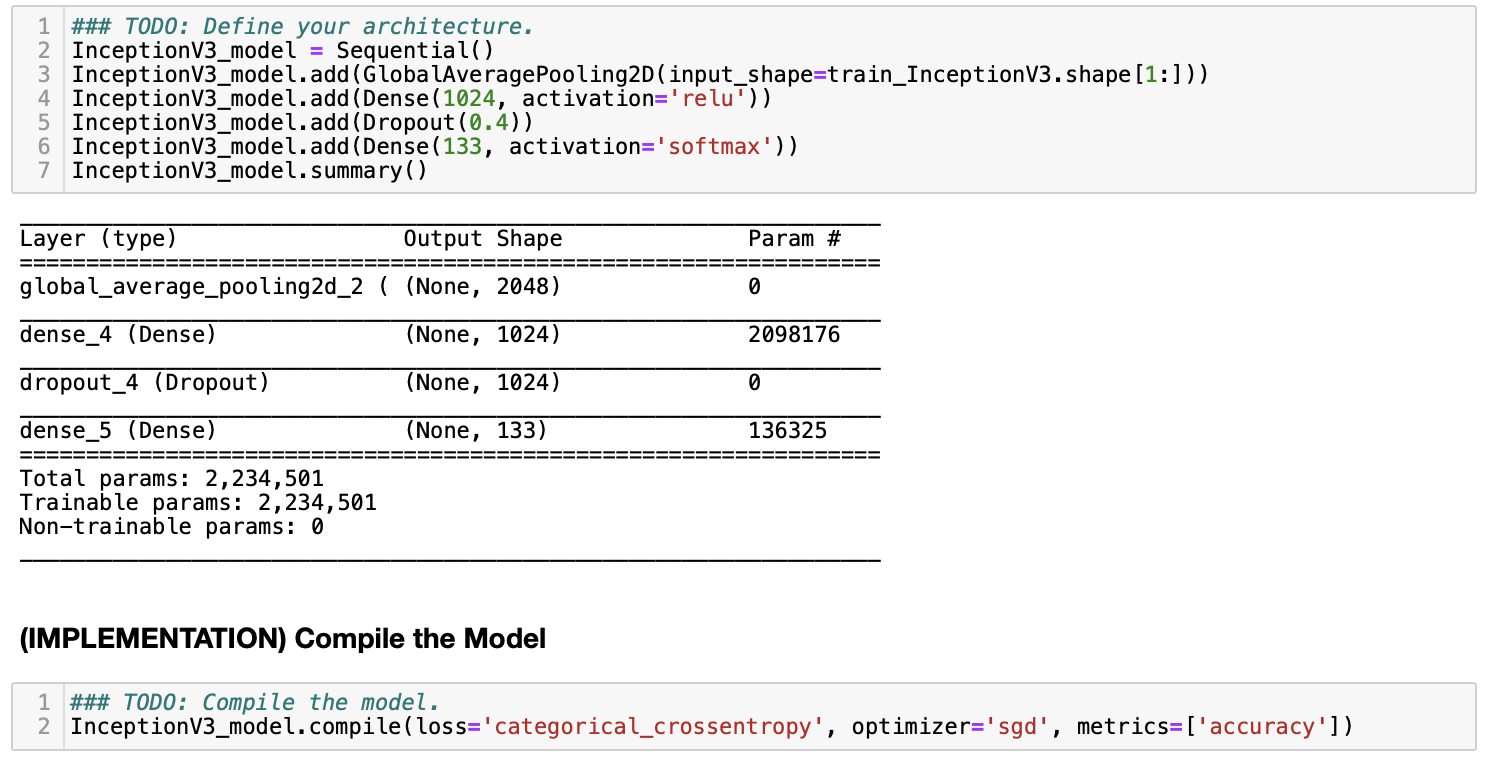 1 ### TODO: Define your architecture.
2 InceptionV3_model = Sequential()
3 InceptionV3_model.add(GlobalAveragePooling2D(input_shape=train_InceptionV3.shape[1:]))
4 InceptionV3_model.add(Dense(1024, activation='relu'))
5 InceptionV3_model.add(Dropout(0.4))
6 InceptionV3_model.add(Dense(133, activation='softmax'))
7 InceptionV3_model.summary()
_________________________________________________________________
Layer (type)                 Output Shape              Param #
=================================================================
global_average_pooling2d_2 ( (None, 2048)              0
_________________________________________________________________
dense_4 (Dense)              (None, 1024)              2098176
_________________________________________________________________
dropout_4 (Dropout)          (None, 1024)              0
_________________________________________________________________
dense_5 (Dense)              (None, 133)               136325
=================================================================
Total params: 2,234,501
Trainable params: 2,234,501
Non-trainable params: 0
_________________________________________________________________
(IMPLEMENTATION) Compile the Model
1 ### TODO: Compile the model.
2 InceptionV3_model.compile(loss='categorical_crossentropy', optimizer='sgd', metrics=['accuracy'])